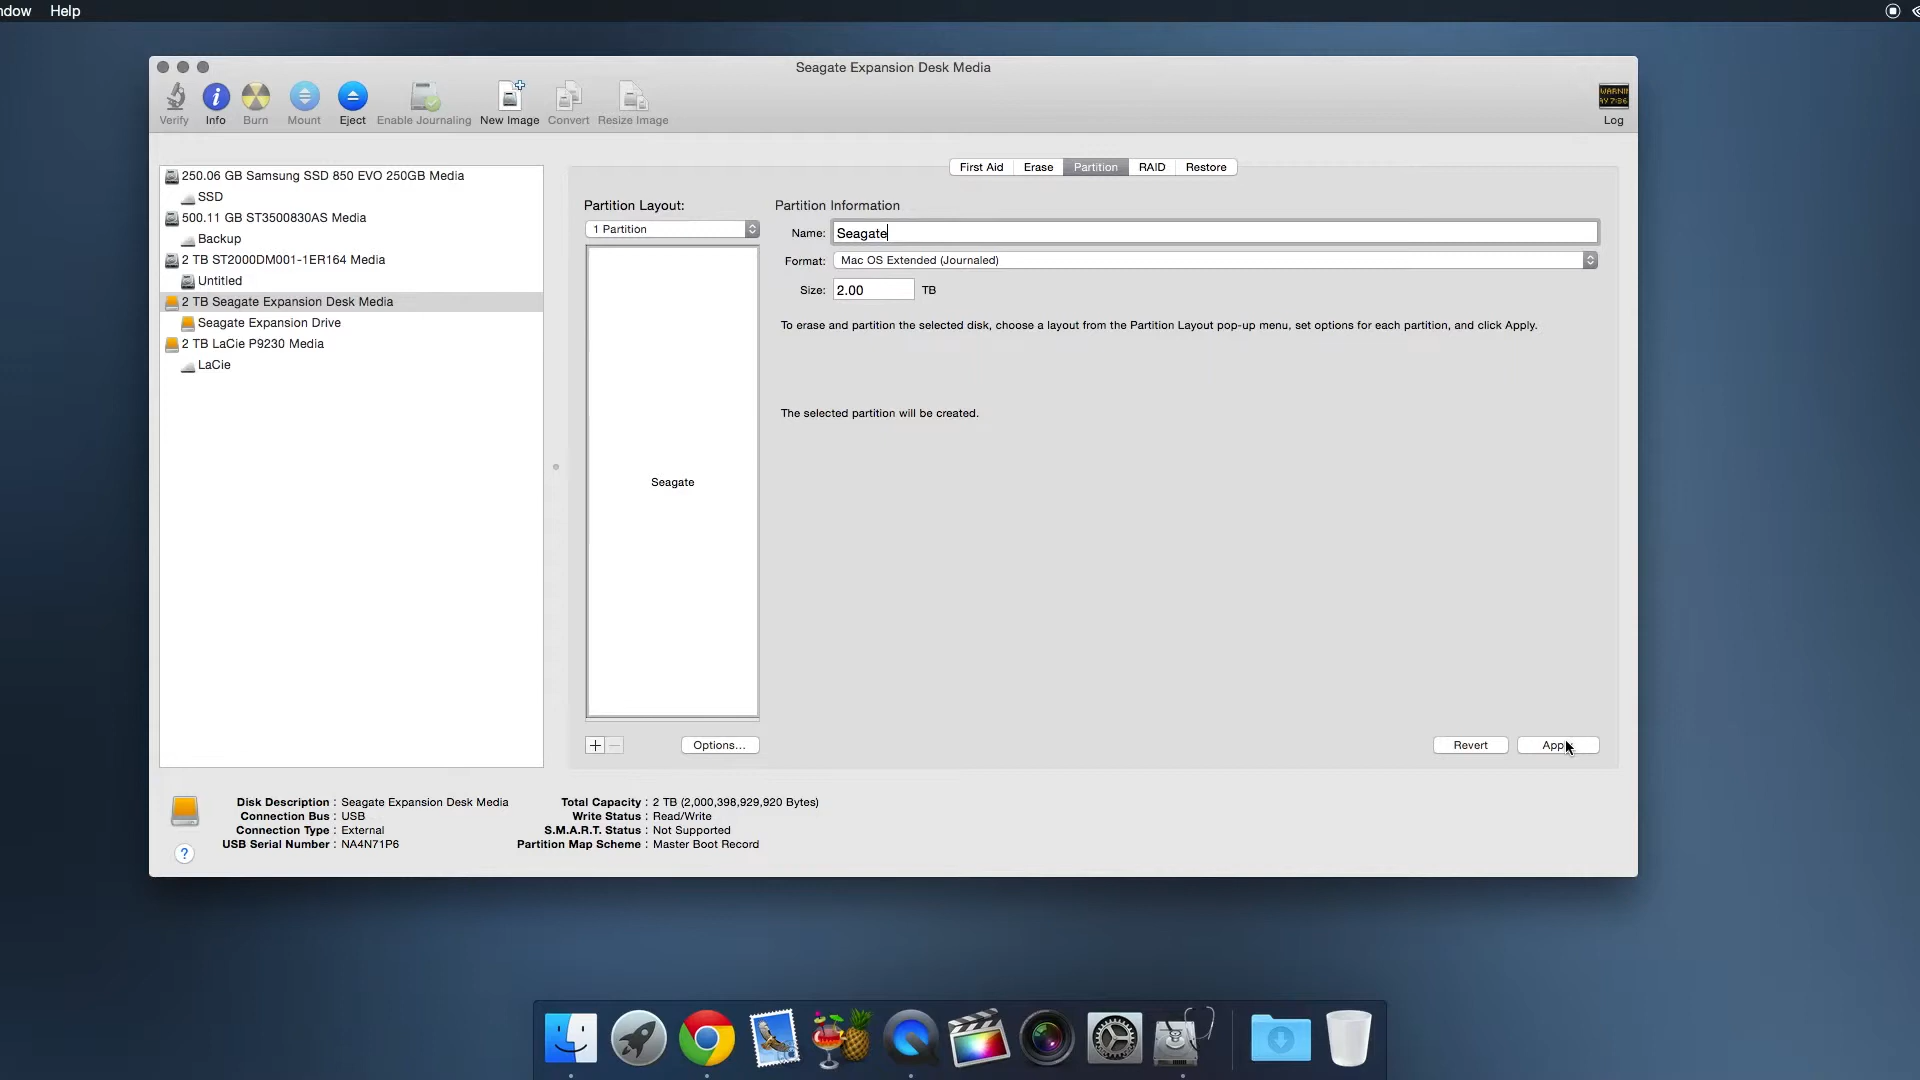 ndow Help
Seagate Expansion Desk Media
Verify Info Burn Mount Eject Enable Journaling New Image Convert Resize Image
WARNI
AY 7:86
Log
250.06 GB Samsung SSD 850 EVO 250GB Media
SSD
500.11 GB ST3500830AS Media
Backup
2 TB ST2000DM001-1ER164 Media
Untitled
2 TB Seagate Expansion Desk Media
Seagate Expansion Drive
2 TB LaCie P9230 Media
LaCie
First Aid Erase Partition RAID Restore
Partition Layout:
1 Partition
Seagate
+ − Options...
Partition Information
Name: Seagate
Format: Mac OS Extended (Journaled)
Size: 2.00 TB
To erase and partition the selected disk, choose a layout from the Partition Layout pop-up menu, set options for each partition, and click Apply.
The selected partition will be created.
Revert App
Disk Description : Seagate Expansion Desk Media
Connection Bus : USB
Connection Type : External
USB Serial Number : NA4N71P6
Total Capacity : 2 TB (2,000,398,929,920 Bytes)
Write Status : Read/Write
S.M.A.R.T. Status : Not Supported
Partition Map Scheme : Master Boot Record
?